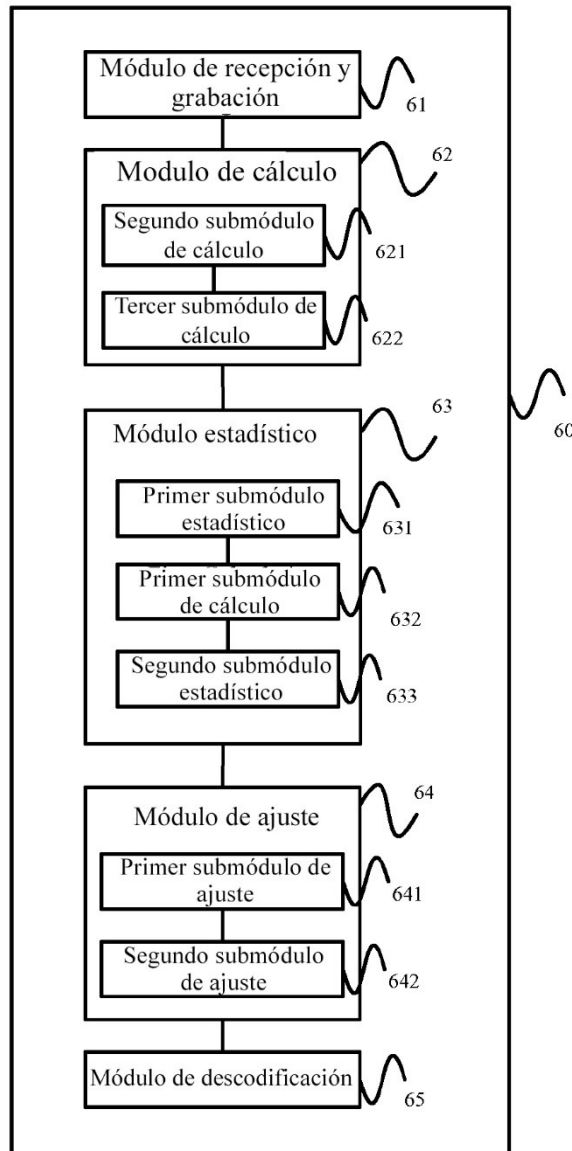 Módulo de recepción y
grabación
61
62
Modulo de cálculo
Segundo submódulo
de cálculo
621
Tercer submódulo de
cálculo
622
60
63
Módulo estadístico
Primer submódulo
estadístico
631
Primer submódulo
de cálculo
632
Segundo submódulo
estadístico
633
64
Módulo de ajuste
Primer submódulo de
ajuste
641
Segundo submódulo
de ajuste
642
Módulo de descodificación
65